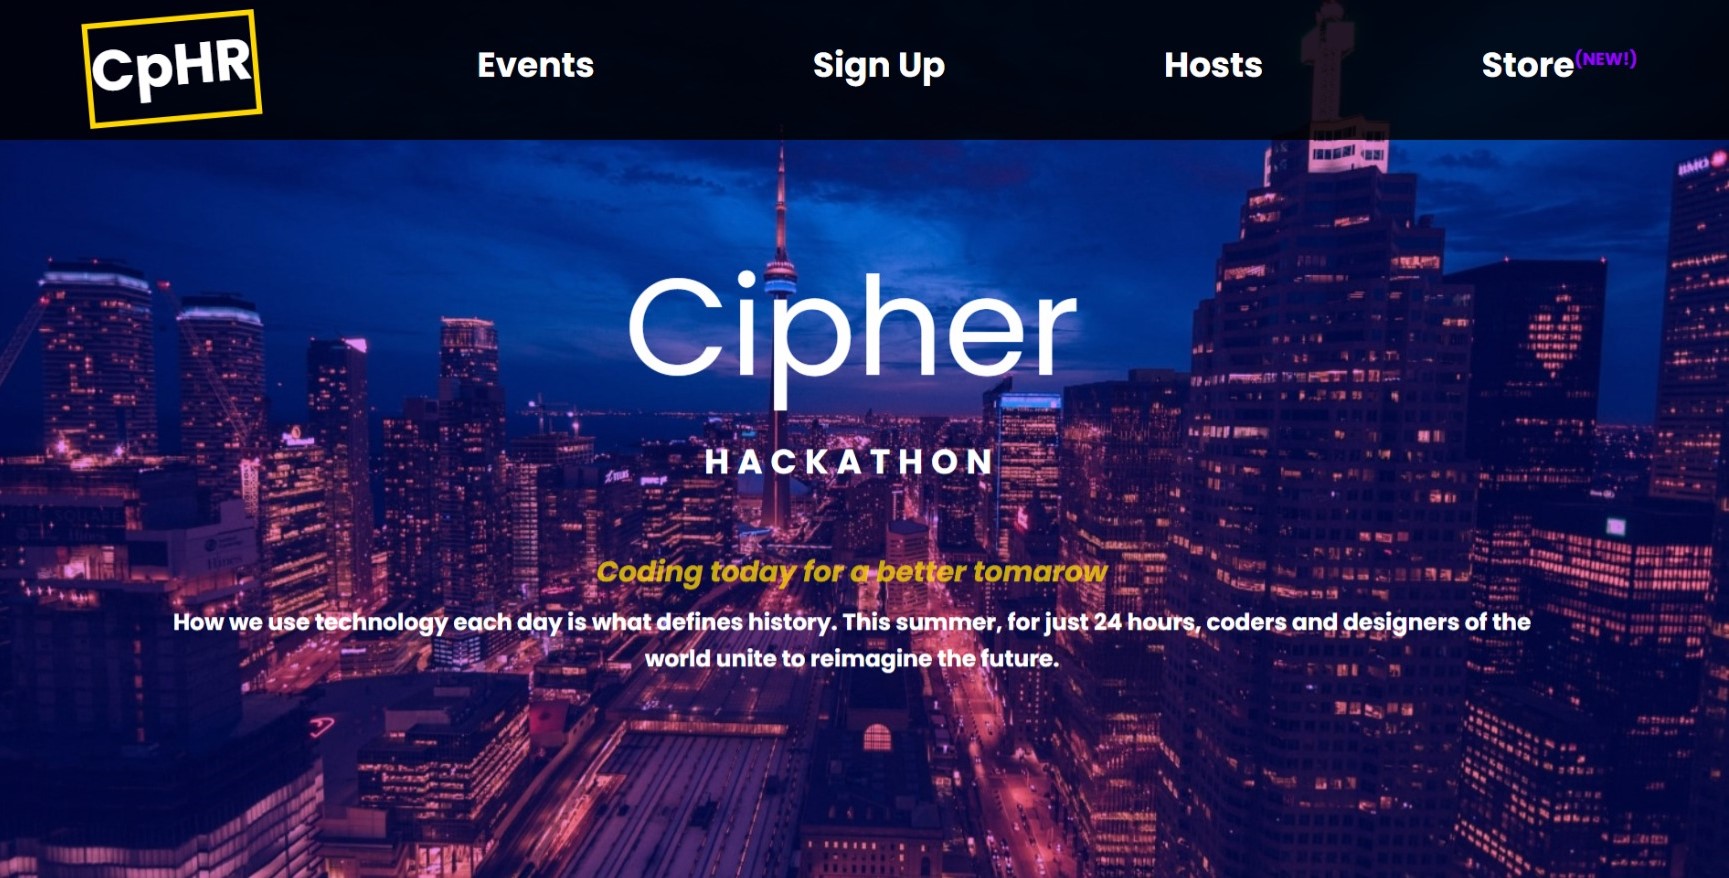 CpHR
Events
Sign Up
Hosts
Store(NEW!)
BMO
Cipher
HACKATHON
Coding today for a better tomarow
How we use technology each day is what defines history. This summer, for just 24 hours, coders and designers of the
world unite to reimagine the future.